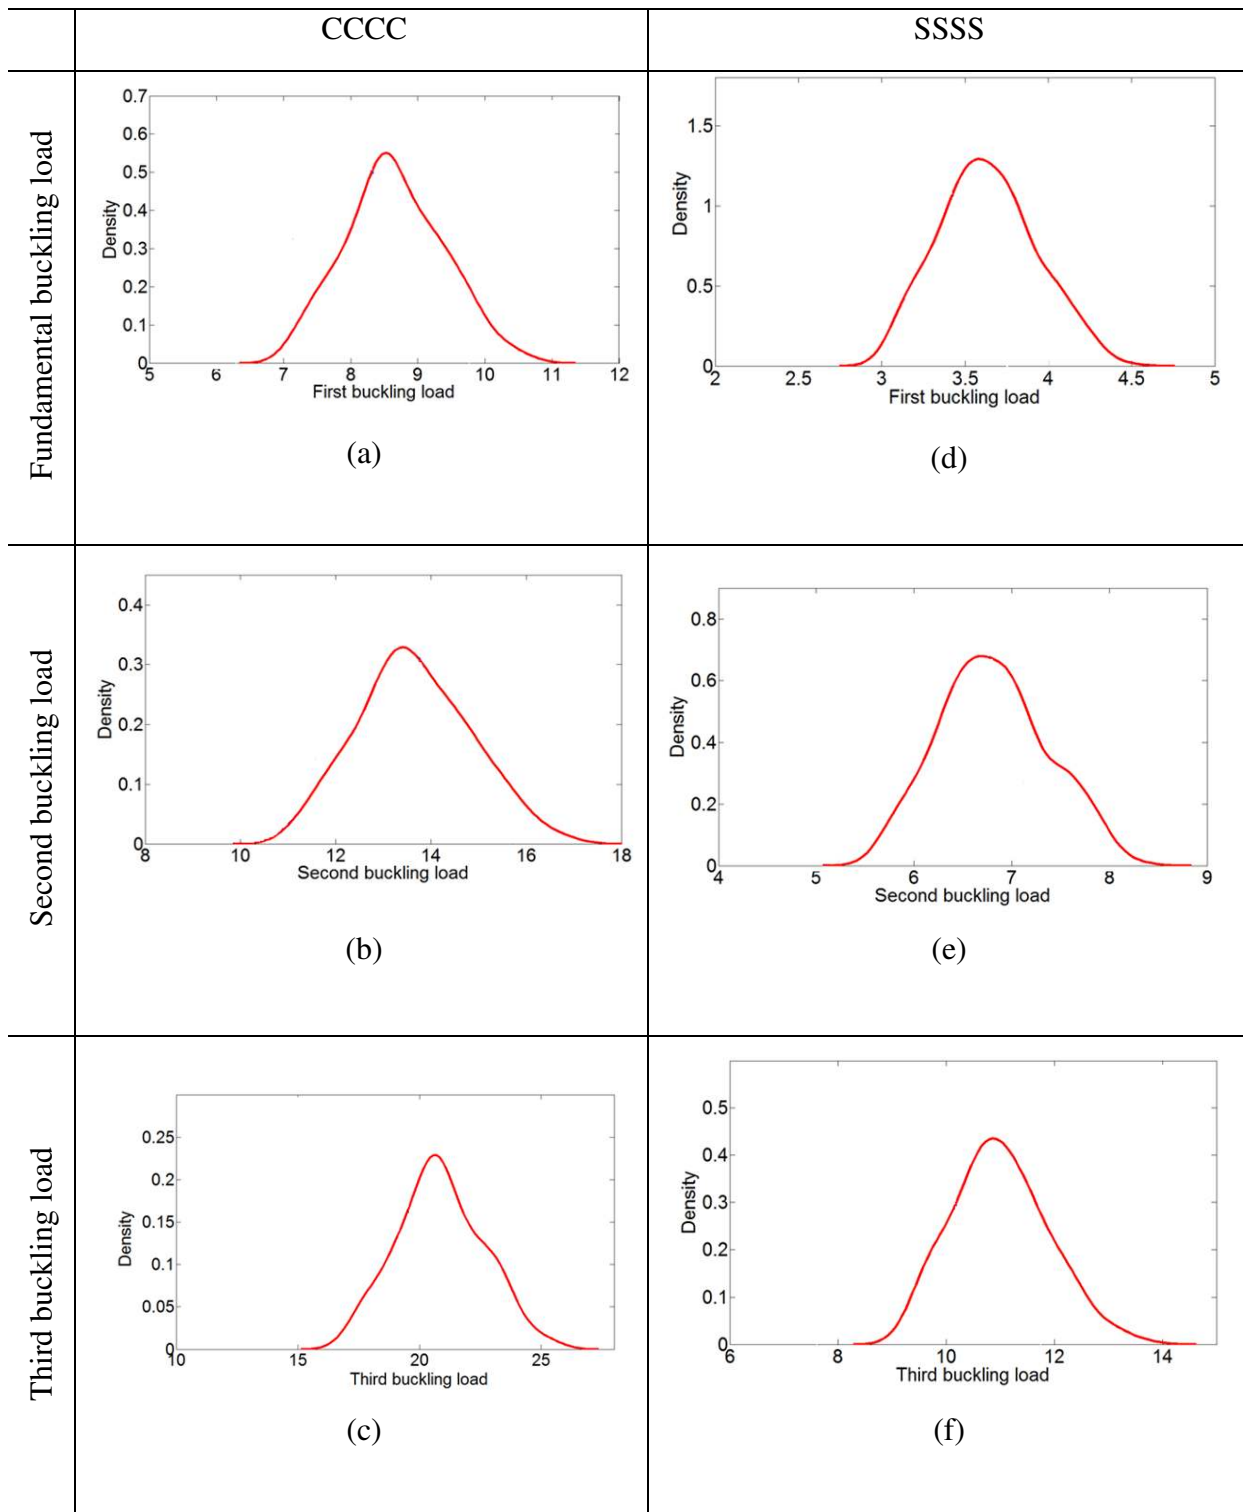 CCCC
SSSS
Fundamental buckling load
0.7
0.6
0.5
0.4
0.3
0.2
0.1
0
Density
5 6 7 8 9 10 11 12
First buckling load
(a)
1.5
1
0.5
0
Density
2 2.5 3 3.5 4 4.5 5
First buckling load
(d)
Second buckling load
0.4
0.3
0.2
0.1
0
Density
8 10 12 14 16 18
Second buckling load
(b)
0.8
0.6
0.4
0.2
0
Density
4 5 6 7 8 9
Second buckling load
(e)
Third buckling load
0.25
0.2
0.15
0.1
0.05
0
Density
10 15 20 25
Third buckling load
(c)
0.5
0.4
0.3
0.2
0.1
0
Density
6 8 10 12 14
Third buckling load
(f)